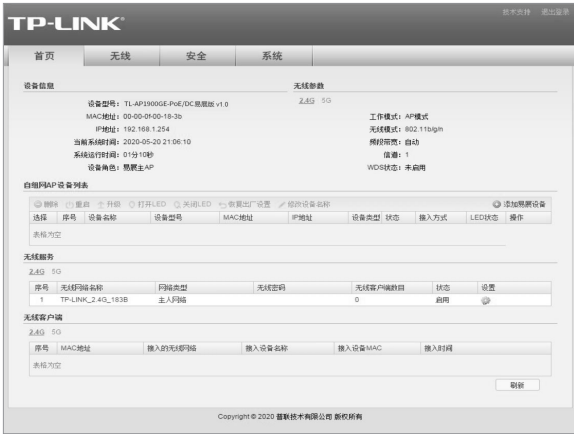 技术支持 退出登录
TP-LINK®
首页 无线 安全 系统
设备信息 无线参数
2.4G 5G
设备型号: TL-AP1900GE-PoE/DC易展版 v1.0
MAC地址: 00-00-0f-00-18-3b 工作模式: AP模式
IP地址: 192.168.1.254 无线模式: 802.11b/g/n
当前系统时间: 2020-05-20 21:06:10 频段带宽: 自动
系统运行时间: 01分10秒 信道: 1
设备角色: 易展主AP WDS状态: 未启用
自组网AP设备列表
删除 重启 升级 打开LED 关闭LED 恢复出厂设置 修改设备名称 添加易展设备
选择 序号 设备名称 设备型号 MAC地址 IP地址 设备类型 状态 接入方式 LED状态 操作
表格为空
无线服务
2.4G 5G
序号 无线网络名称 网络类型 无线密码 无线客户端数目 状态 设置
1 TP-LINK_2.4G_183B 主人网络 0 启用
无线客户端
2.4G 5G
序号 MAC地址 接入的无线网络 接入设备名称 接入设备MAC 接入时间
表格为空
刷新
Copyright © 2020 普联技术有限公司 版权所有